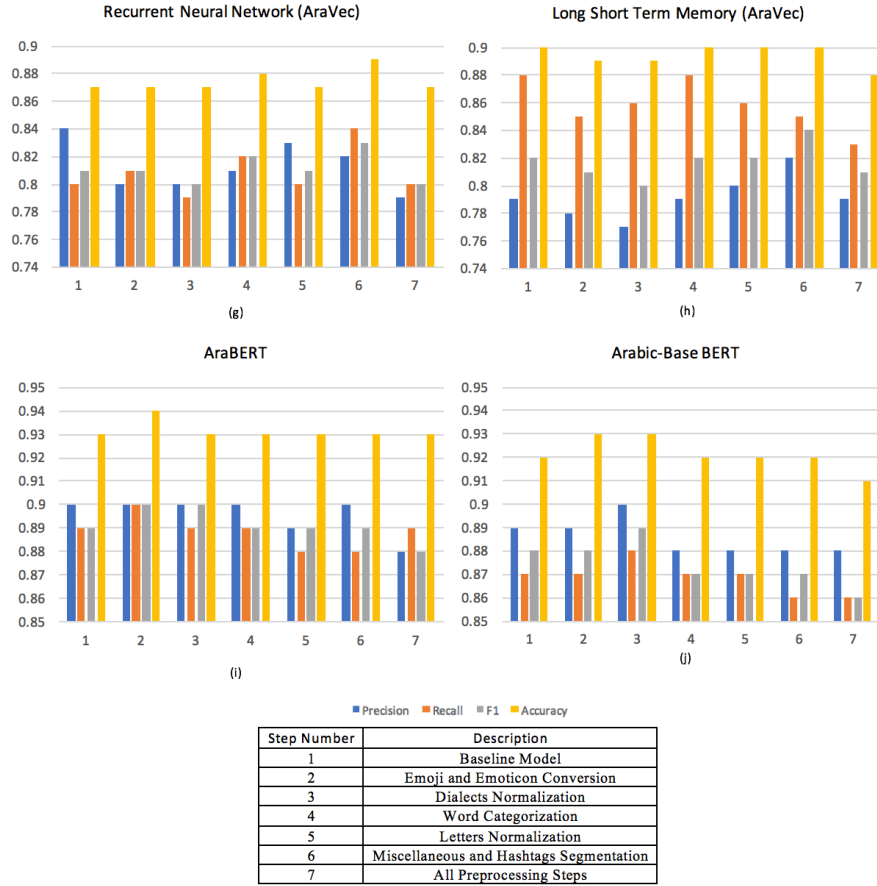 Recurrent Neural Network (AraVec)
0.9
0.88
0.86
0.84
0.82
0.8
0.78
0.76
0.74
1 2 3 4 5 6 7
(g)
Long Short Term Memory (AraVec)
0.9
0.88
0.86
0.84
0.82
0.8
0.78
0.76
0.74
1 2 3 4 5 6 7
(h)
AraBERT
0.95
0.94
0.93
0.92
0.91
0.9
0.89
0.88
0.87
0.86
0.85
1 2 3 4 5 6 7
(i)
Arabic-Base BERT
0.95
0.94
0.93
0.92
0.91
0.9
0.89
0.88
0.87
0.86
0.85
1 2 3 4 5 6 7
(j)
Precision Recall F1 Accuracy
Step Number Description
1 Baseline Model
2 Emoji and Emoticon Conversion
3 Dialects Normalization
4 Word Categorization
5 Letters Normalization
6 Miscellaneous and Hashtags Segmentation
7 All Preprocessing Steps